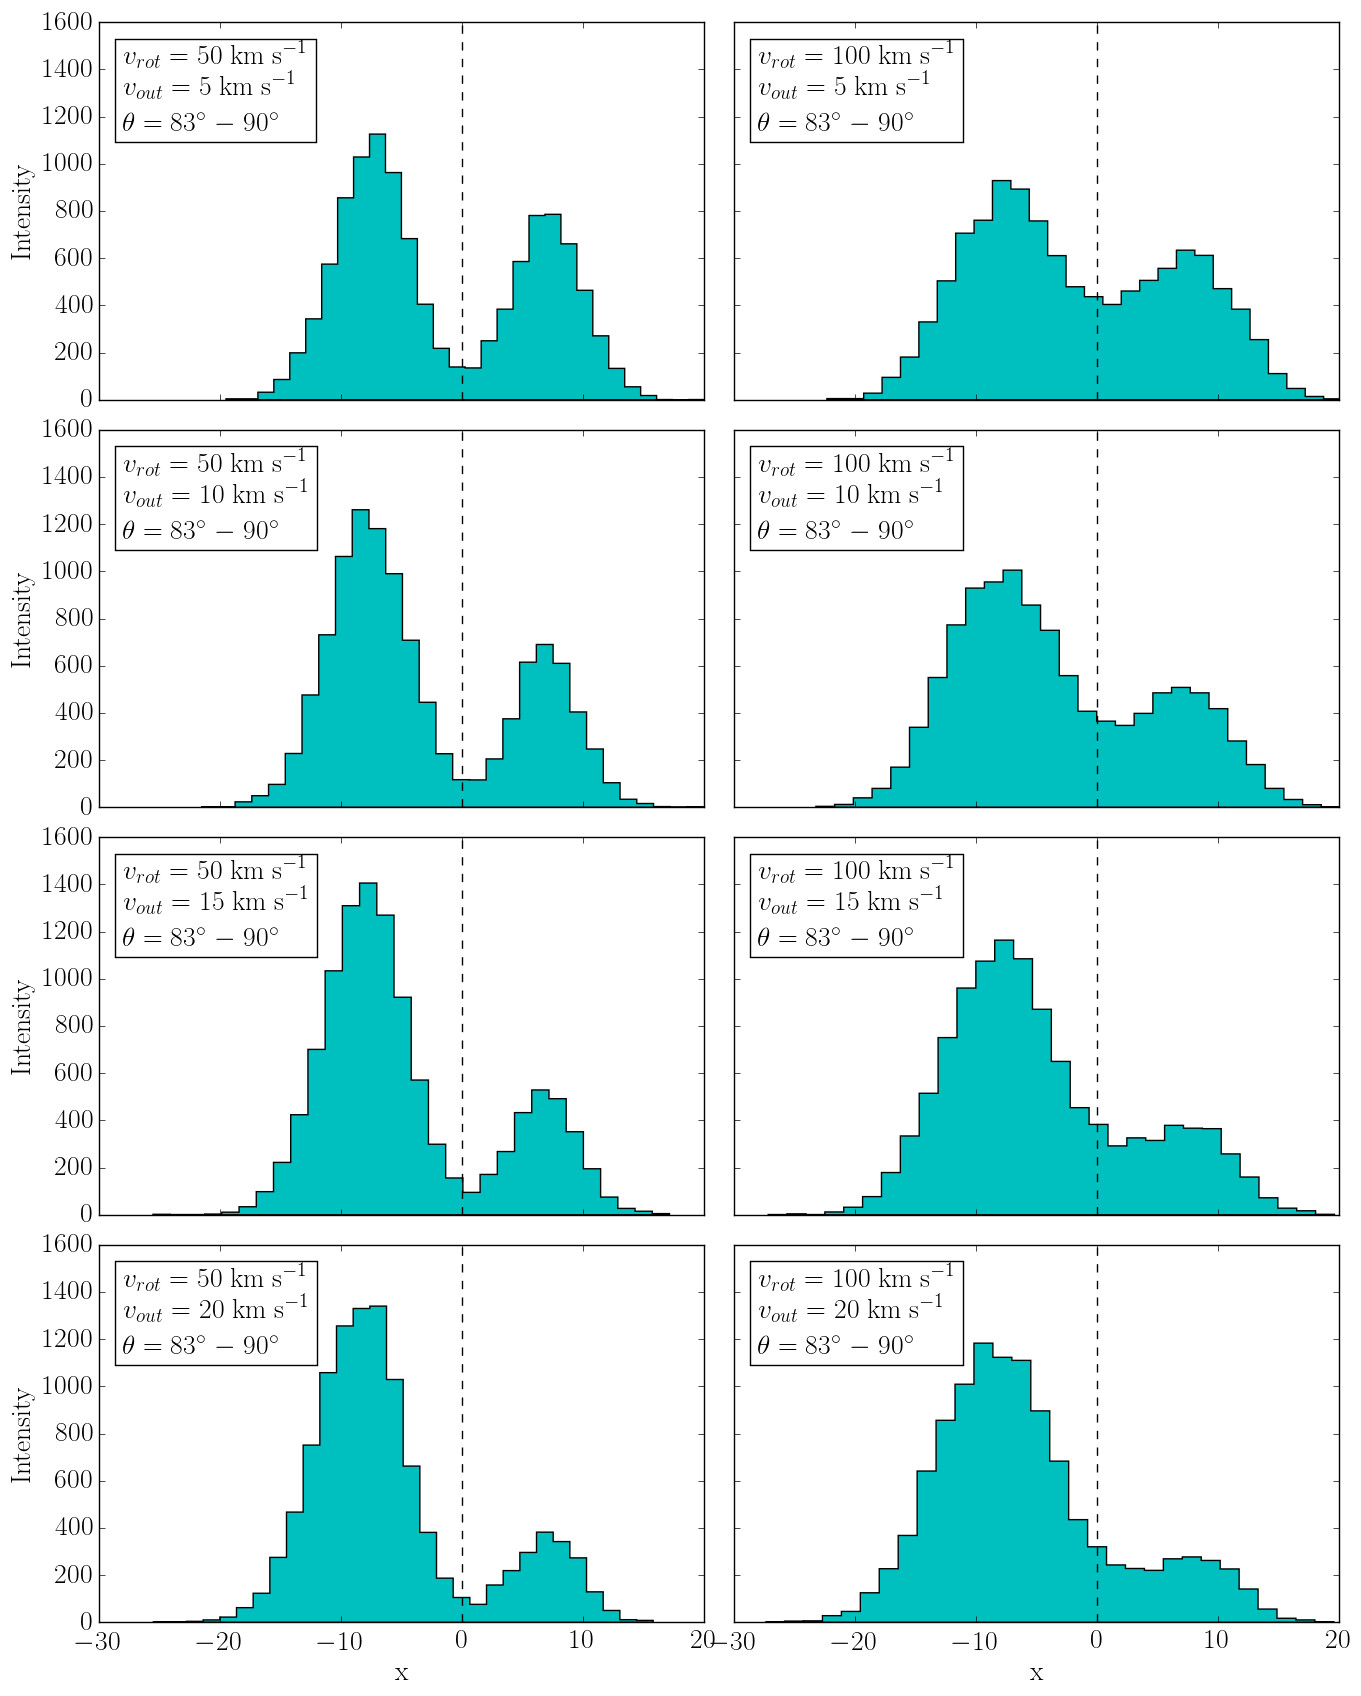 1600
1400
1200
1000
800
600
400
200
0
Intensity
v_rot = 50 km s⁻¹
v_out = 5 km s⁻¹
θ = 83° − 90°
v_rot = 100 km s⁻¹
v_out = 5 km s⁻¹
θ = 83° − 90°
1600
1400
1200
1000
800
600
400
200
0
Intensity
v_rot = 50 km s⁻¹
v_out = 10 km s⁻¹
θ = 83° − 90°
v_rot = 100 km s⁻¹
v_out = 10 km s⁻¹
θ = 83° − 90°
1600
1400
1200
1000
800
600
400
200
0
Intensity
v_rot = 50 km s⁻¹
v_out = 15 km s⁻¹
θ = 83° − 90°
v_rot = 100 km s⁻¹
v_out = 15 km s⁻¹
θ = 83° − 90°
1600
1400
1200
1000
800
600
400
200
0
Intensity
v_rot = 50 km s⁻¹
v_out = 20 km s⁻¹
θ = 83° − 90°
v_rot = 100 km s⁻¹
v_out = 20 km s⁻¹
θ = 83° − 90°
−30 −20 −10 0 10 20
x
−30 −20 −10 0 10 20
x